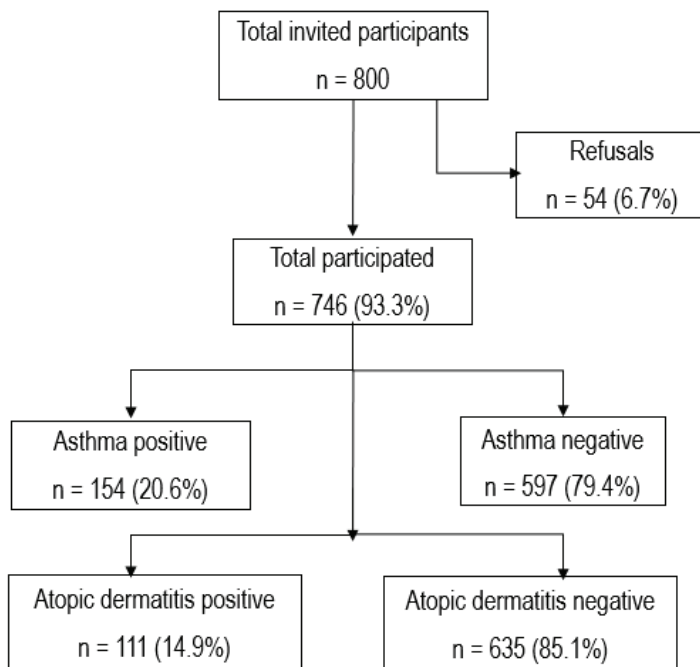 Total invited participants
n = 800
Refusals
n = 54 (6.7%)
Total participated
n = 746 (93.3%)
Asthma positive
n = 154 (20.6%)
Asthma negative
n = 597 (79.4%)
Atopic dermatitis positive
n = 111 (14.9%)
Atopic dermatitis negative
n = 635 (85.1%)